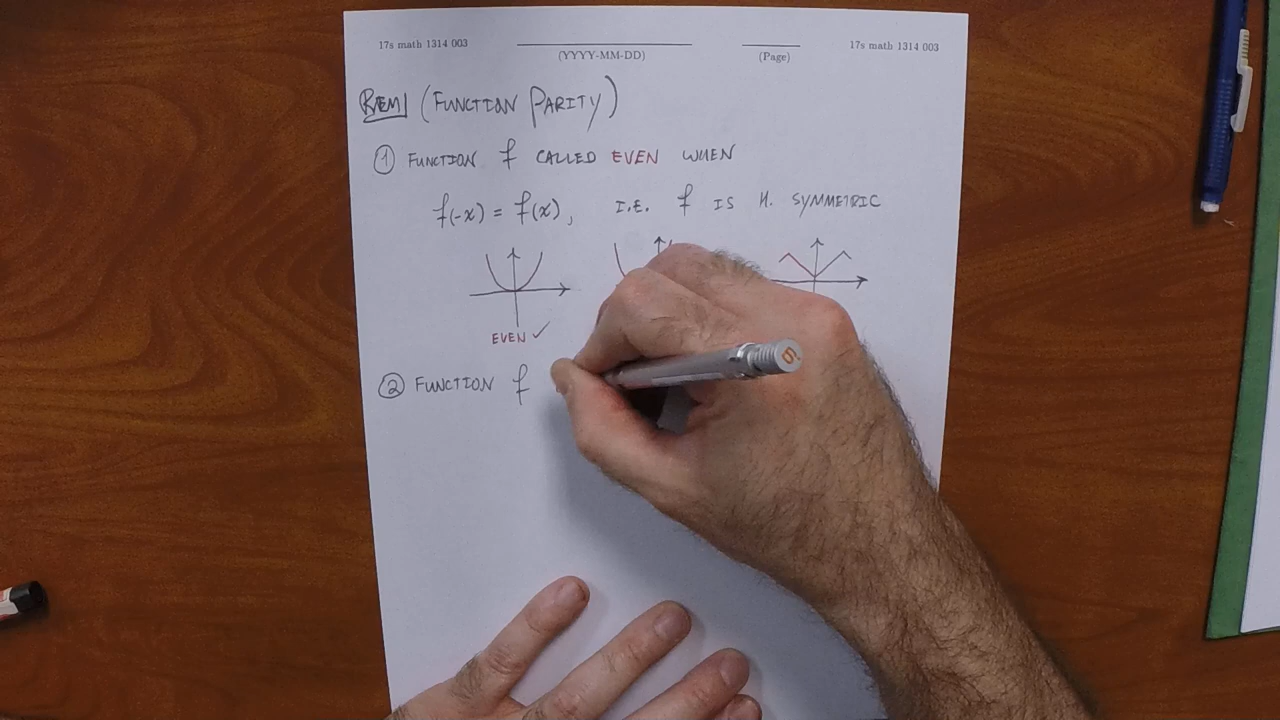 17s math 1314 003 (YYYY-MM-DD) (Page) 17s math 1314 003
REM (FUNCTION PARITY)
① FUNCTION f CALLED EVEN WHEN
f(-x) = f(x), I.E. f IS H. SYMMETRIC
EVEN ✓
② FUNCTION f
6